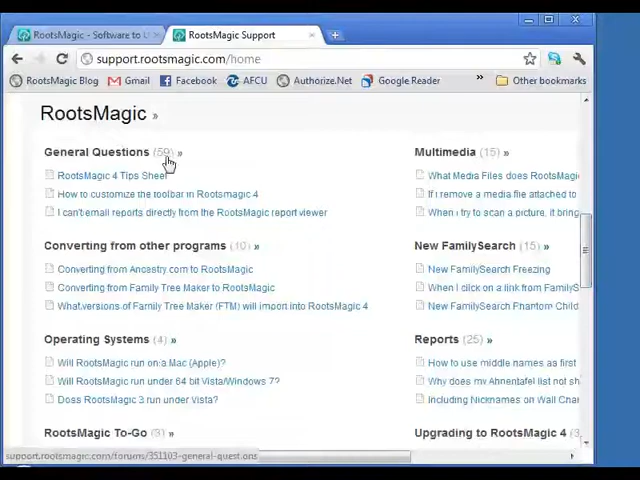 RootsMagic - Software to U
RootsMagic Support
support.rootsmagic.com/home
RootsMagic Blog
Gmail
Facebook
AFCU
Authorize.Net
Google Reader
»
Other bookmarks
RootsMagic »
General Questions (59) »
RootsMagic 4 Tips Sheet
How to customize the toolbar in Rootsmagic 4
I can't email reports directly from the RootsMagic report viewer
Converting from other programs (10) »
Converting from Ancestry.com to RootsMagic
Converting from Family Tree Maker to RootsMagic
What versions of Family Tree Maker (FTM) will import into RootsMagic 4
Operating Systems (4) »
Will RootsMagic run on a Mac (Apple)?
Will RootsMagic run under 64 bit Vista/Windows 7?
Does RootsMagic 3 run under Vista?
RootsMagic To-Go (3) »
Multimedia (15) »
What Media Files does RootsMagi
If I remove a media file attached to
When I try to scan a picture, it bring
New FamilySearch (15) »
New FamilySearch Freezing
When I click on a link from FamilyS
New FamilySearch Phantom Child
Reports (25) »
How to use middle names as first
Why does my Ahnentafel list not sh
Including Nicknames on Wall Char
Upgrading to RootsMagic 4 (3
support.rootsmagic.com/forums/351103-general-questions